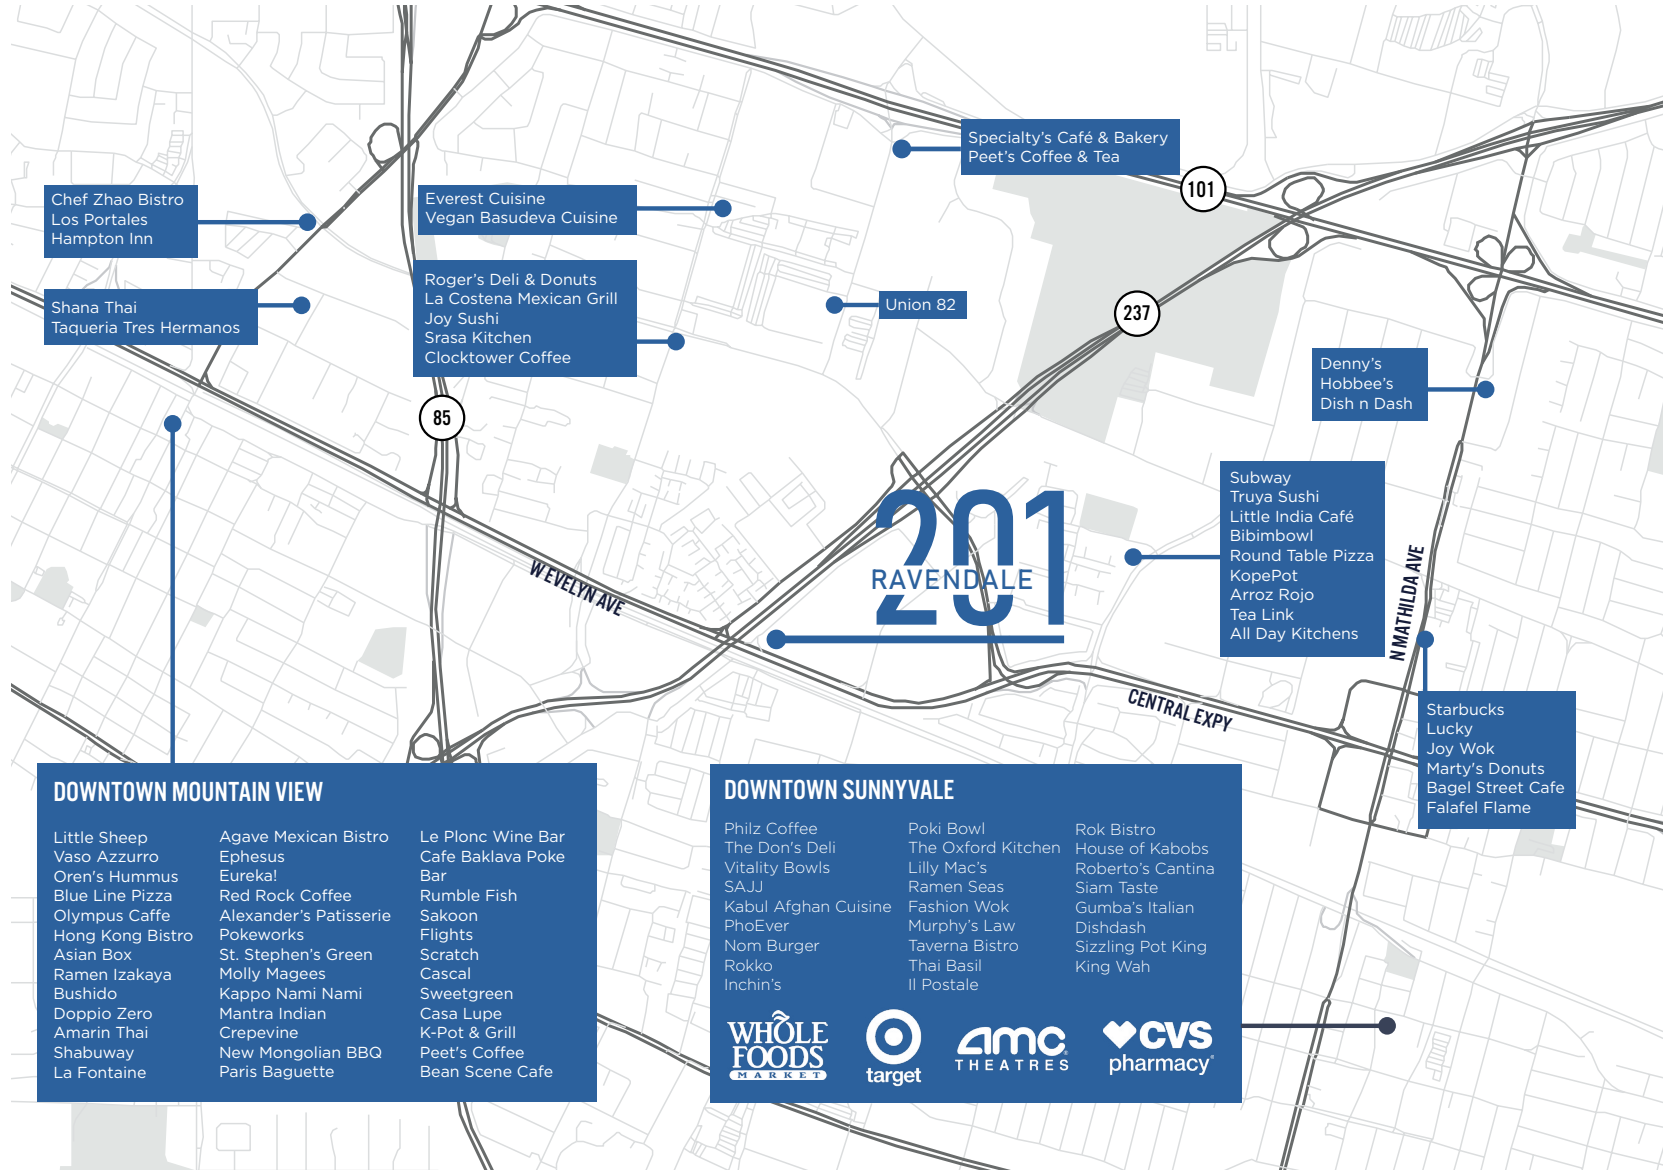 Specialty's Café & Bakery
Peet's Coffee & Tea
101
Chef Zhao Bistro
Los Portales
Hampton Inn
Everest Cuisine
Vegan Basudeva Cuisine
Roger's Deli & Donuts
La Costena Mexican Grill
Joy Sushi
Srasa Kitchen
Clocktower Coffee
Shana Thai
Taqueria Tres Hermanos
Union 82
237
Denny's
Hobbee's
Dish n Dash
85
Subway
Truya Sushi
Little India Café
Bibimbowl
Round Table Pizza
KopePot
Arroz Rojo
Tea Link
All Day Kitchens
201
RAVENDALE
W EVELYN AVE
N MATHILDA AVE
CENTRAL EXPY
Starbucks
Lucky
Joy Wok
Marty's Donuts
Bagel Street Cafe
Falafel Flame
DOWNTOWN MOUNTAIN VIEW
Little Sheep
Vaso Azzurro
Oren's Hummus
Blue Line Pizza
Olympus Caffe
Hong Kong Bistro
Asian Box
Ramen Izakaya
Bushido
Doppio Zero
Amarin Thai
Shabuway
La Fontaine
Agave Mexican Bistro
Ephesus
Eureka!
Red Rock Coffee
Alexander's Patisserie
Pokeworks
St. Stephen's Green
Molly Magees
Kappo Nami Nami
Mantra Indian
Crepevine
New Mongolian BBQ
Paris Baguette
Le Plonc Wine Bar
Cafe Baklava Poke
Bar
Rumble Fish
Sakoon
Flights
Scratch
Cascal
Sweetgreen
Casa Lupe
K-Pot & Grill
Peet's Coffee
Bean Scene Cafe
DOWNTOWN SUNNYVALE
Philz Coffee
The Don's Deli
Vitality Bowls
SAJJ
Kabul Afghan Cuisine
PhoEver
Nom Burger
Rokko
Inchin's
Poki Bowl
The Oxford Kitchen
Lilly Mac's
Ramen Seas
Fashion Wok
Murphy's Law
Taverna Bistro
Thai Basil
Il Postale
Rok Bistro
House of Kabobs
Roberto's Cantina
Siam Taste
Gumba's Italian
Dishdash
Sizzling Pot King
King Wah
WHOLE
FOODS
MARKET
target
amc
THEATRES
CVS
pharmacy